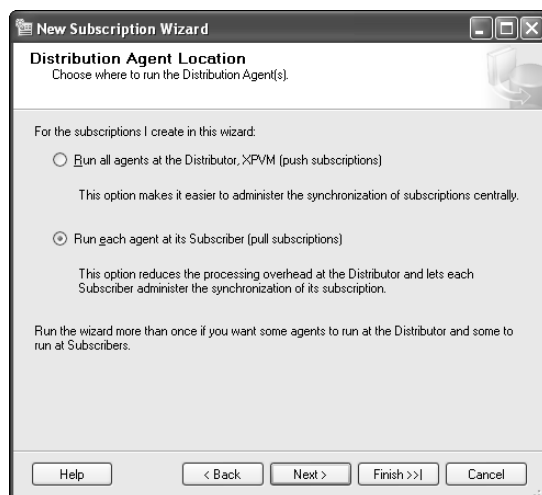 New Subscription Wizard
Distribution Agent Location
Choose where to run the Distribution Agent(s).
For the subscriptions I create in this wizard:
Run all agents at the Distributor, XPVM (push subscriptions)
This option makes it easier to administer the synchronization of subscriptions centrally.
Run each agent at its Subscriber (pull subscriptions)
This option reduces the processing overhead at the Distributor and lets each
Subscriber administer the synchronization of its subscription.
Run the wizard more than once if you want some agents to run at the Distributor and some to
run at Subscribers.
Help < Back Next > Finish >>| Cancel